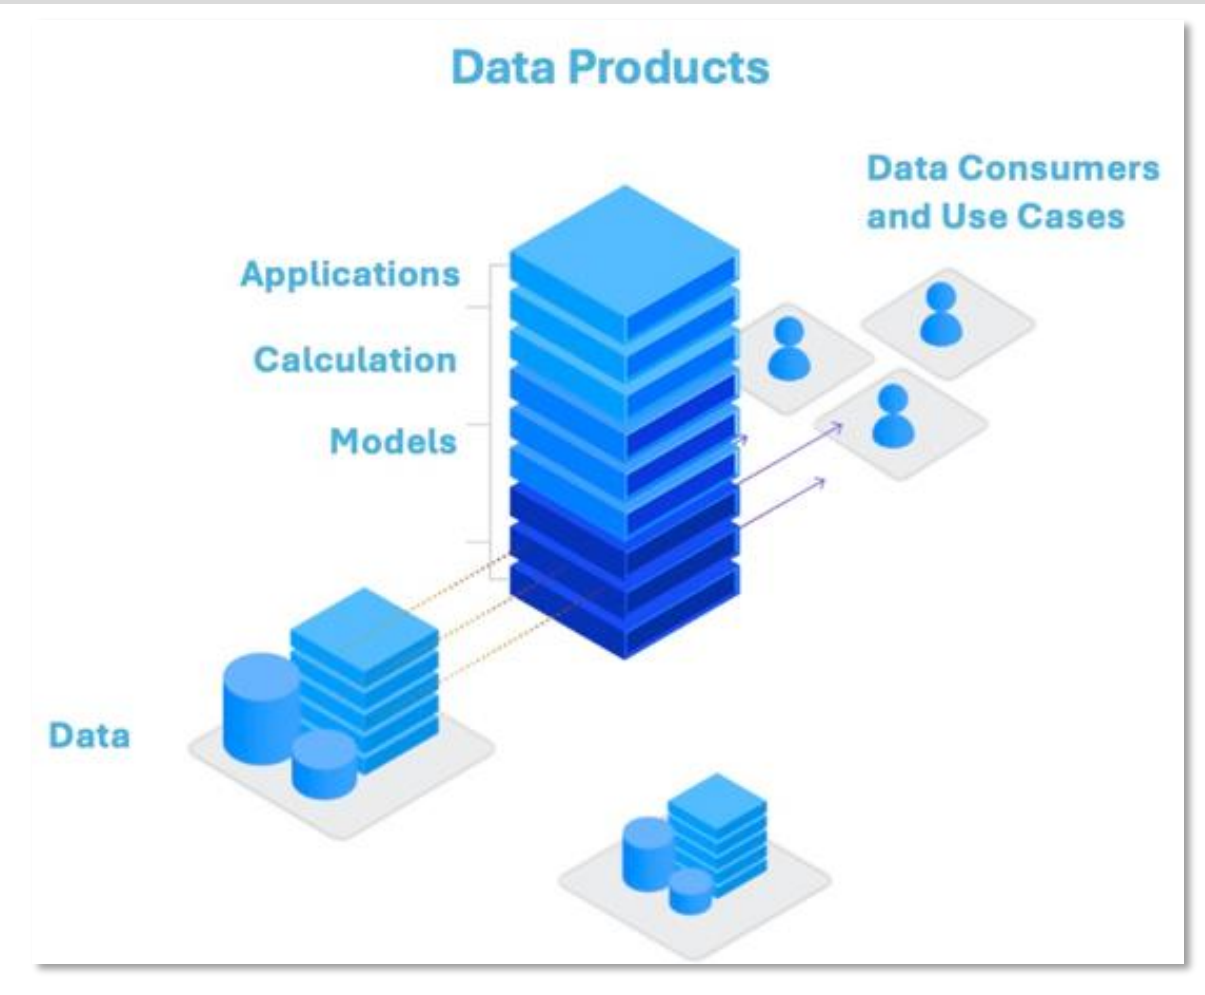 Data Products
Data Consumers
and Use Cases
Applications
Calculation
Models
Data